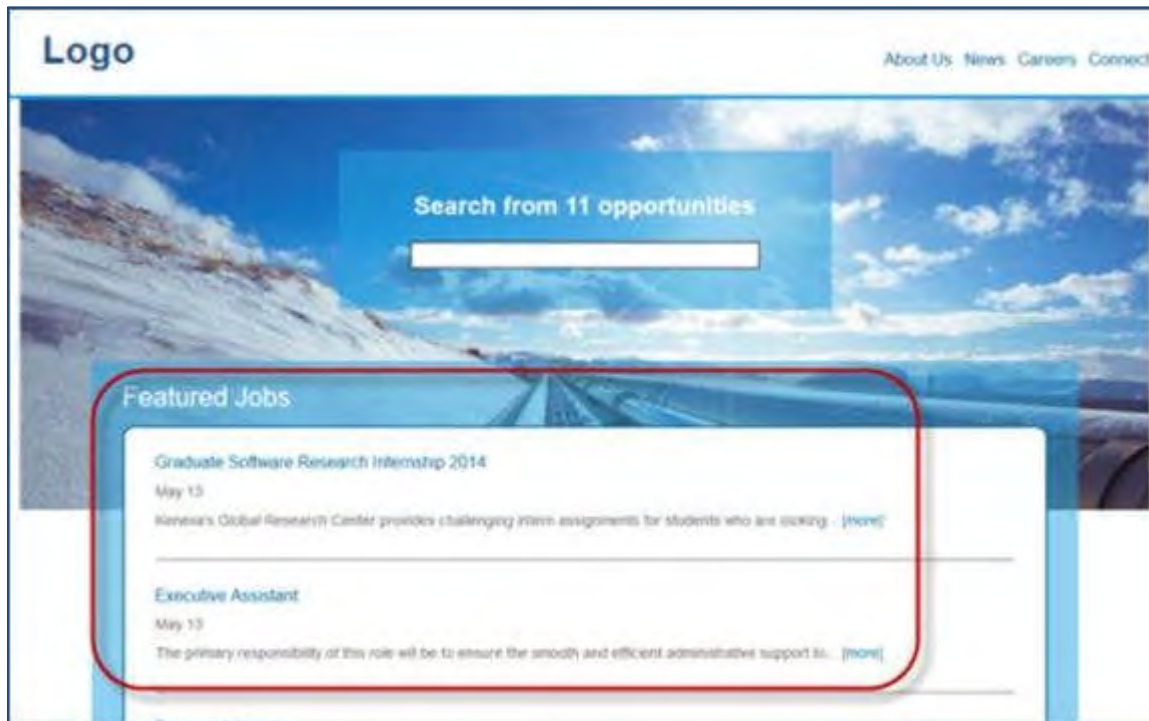 Logo
About Us News Careers Connect
Search from 11 opportunities
Featured Jobs
Graduate Software Research Internship 2014
May 13
Kenexa's Global Research Center provides challenging intern assignments for students who are looking... [more]
Executive Assistant
May 13
The primary responsibility of this role will be to ensure the smooth and efficient administrative support to... [more]